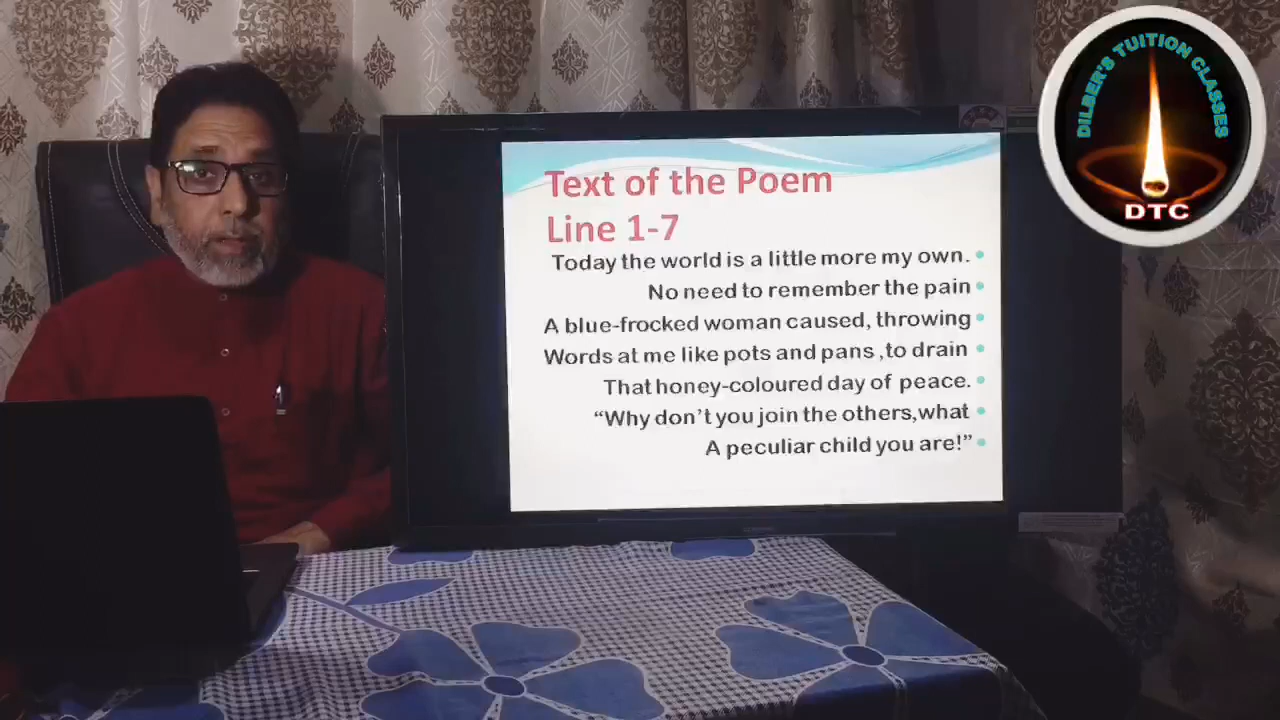 DILBER'S TUITION CLASSES
DTC
Text of the Poem
Line 1-7
Today the world is a little more my own.
No need to remember the pain
A blue-frocked woman caused, throwing
Words at me like pots and pans ,to drain
That honey-coloured day of peace.
“Why don’t you join the others,what
A peculiar child you are!”